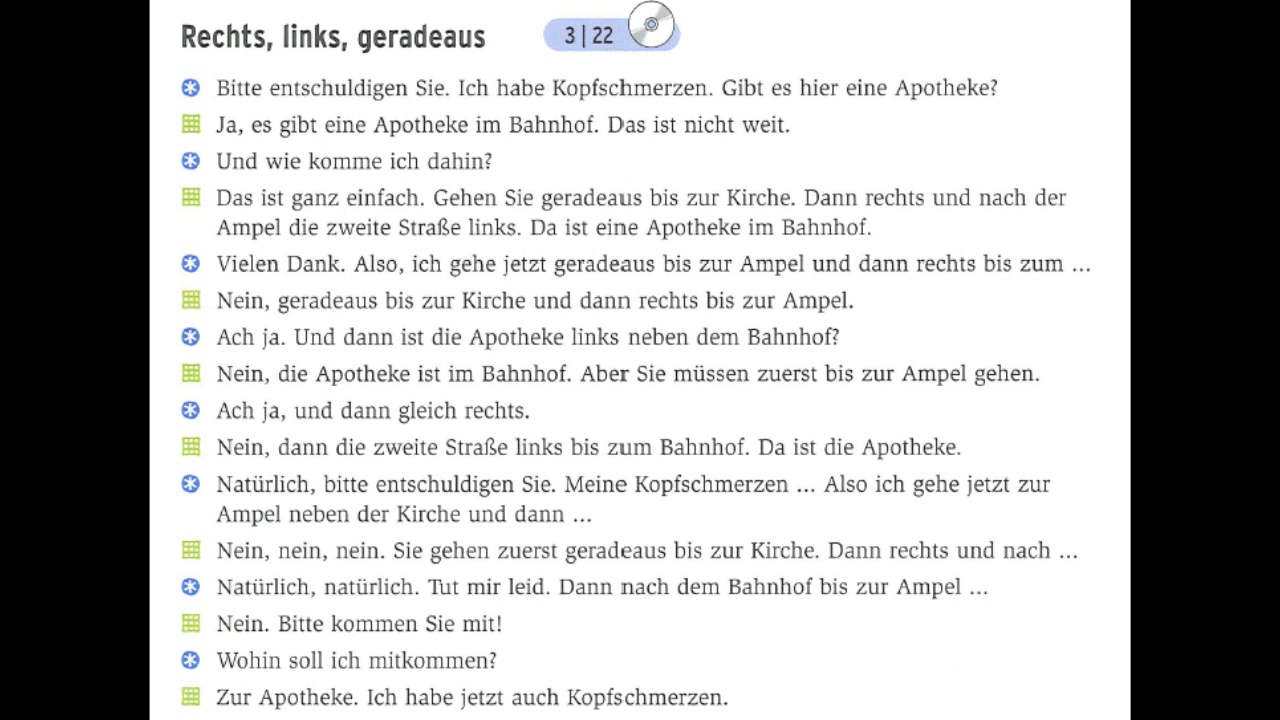 Rechts, links, geradeaus
3 | 22
Bitte entschuldigen Sie. Ich habe Kopfschmerzen. Gibt es hier eine Apotheke?
Ja, es gibt eine Apotheke im Bahnhof. Das ist nicht weit.
Und wie komme ich dahin?
Das ist ganz einfach. Gehen Sie geradeaus bis zur Kirche. Dann rechts und nach der
Ampel die zweite Straße links. Da ist eine Apotheke im Bahnhof.
Vielen Dank. Also, ich gehe jetzt geradeaus bis zur Ampel und dann rechts bis zum ...
Nein, geradeaus bis zur Kirche und dann rechts bis zur Ampel.
Ach ja. Und dann ist die Apotheke links neben dem Bahnhof?
Nein, die Apotheke ist im Bahnhof. Aber Sie müssen zuerst bis zur Ampel gehen.
Ach ja, und dann gleich rechts.
Nein, dann die zweite Straße links bis zum Bahnhof. Da ist die Apotheke.
Natürlich, bitte entschuldigen Sie. Meine Kopfschmerzen ... Also ich gehe jetzt zur
Ampel neben der Kirche und dann ...
Nein, nein, nein. Sie gehen zuerst geradeaus bis zur Kirche. Dann rechts und nach ...
Natürlich, natürlich. Tut mir leid. Dann nach dem Bahnhof bis zur Ampel ...
Nein. Bitte kommen Sie mit!
Wohin soll ich mitkommen?
Zur Apotheke. Ich habe jetzt auch Kopfschmerzen.